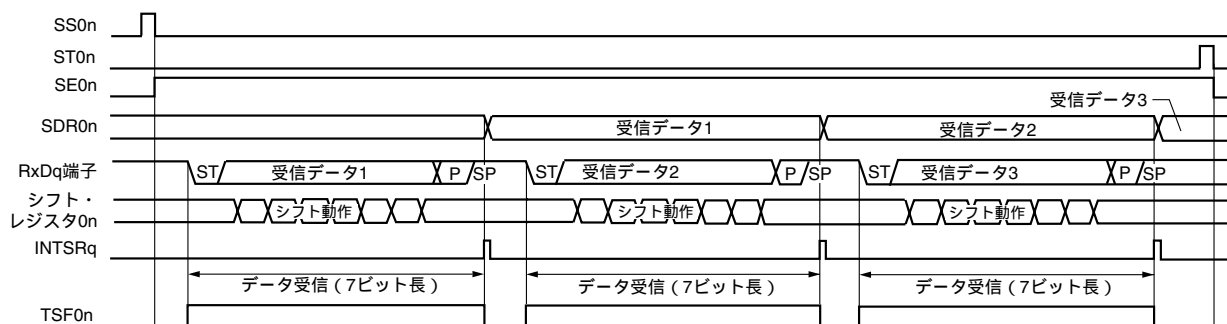 SS0n
ST0n
SE0n
受信データ3
SDR0n
受信データ1
受信データ2
RxDq端子
ST
受信データ1
P
SP
ST
受信データ2
P
SP
ST
受信データ3
P
SP
シフト・
レジスタ0n
シフト動作
シフト動作
シフト動作
INTSRq
データ受信（7ビット長）
データ受信（7ビット長）
データ受信（7ビット長）
TSF0n